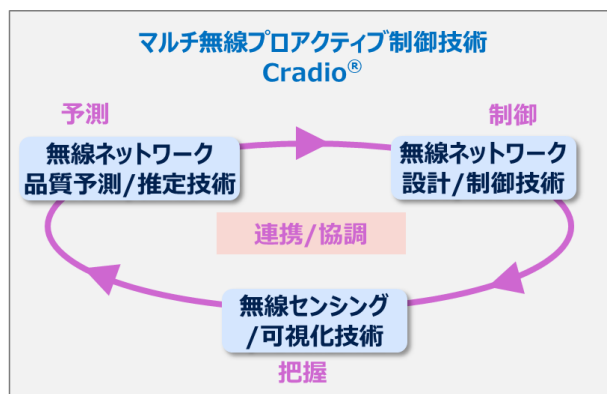 マルチ無線プロアクティブ制御技術
Cradio®
予測
制御
無線ネットワーク
品質予測/推定技術
無線ネットワーク
設計/制御技術
連携/協調
無線センシング
/可視化技術
把握